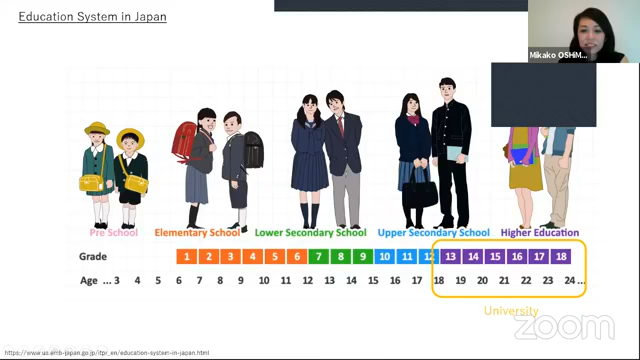 Education System in Japan
Mikako OSHIM...
Pre School Elementary School Lower Secondary School Upper Secondary School Higher Education
Grade 1 2 3 4 5 6 7 8 9 10 11 12 13 14 15 16 17 18
Age ... 3 4 5 6 7 8 9 10 11 12 13 14 15 16 17 18 19 20 21 22 23 24 ...
University
zoom
https://www.us.emb-japan.go.jp/itpr_en/education-system-in-japan.html